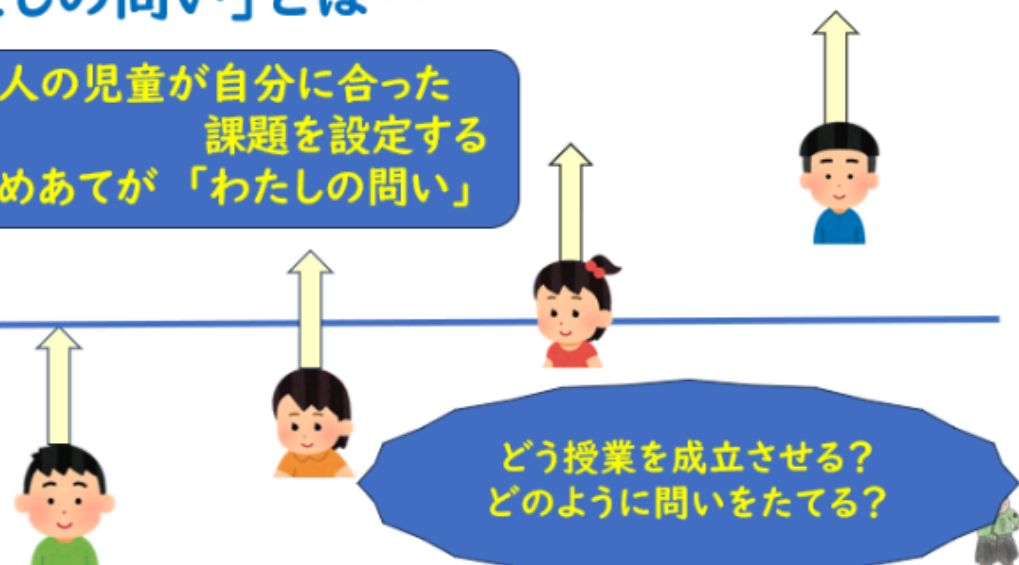 しの問い」とは・・
人の児童が自分に合った
課題を設定する
めあてが 「わたしの問い」
どう授業を成立させる?
どのように問いをたてる?